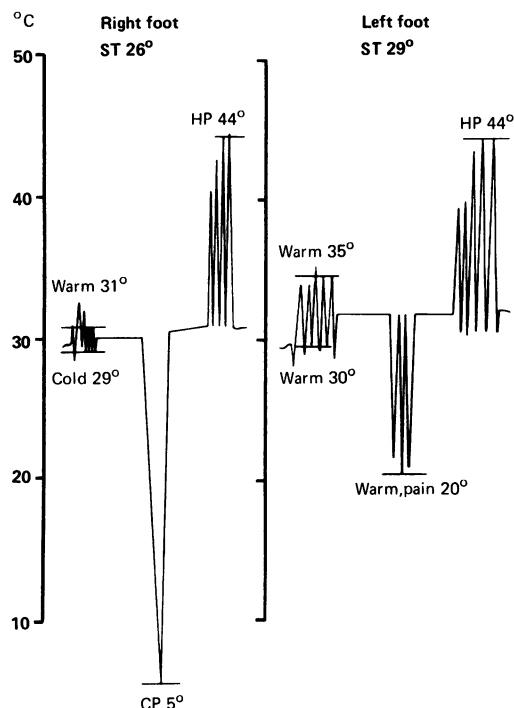 °C
Right foot
ST 26°
Left foot
ST 29°
50
40
30
20
10
HP 44°
Warm 31°
Cold 29°
CP 5°
HP 44°
Warm 35°
Warm 30°
Warm,pain 20°